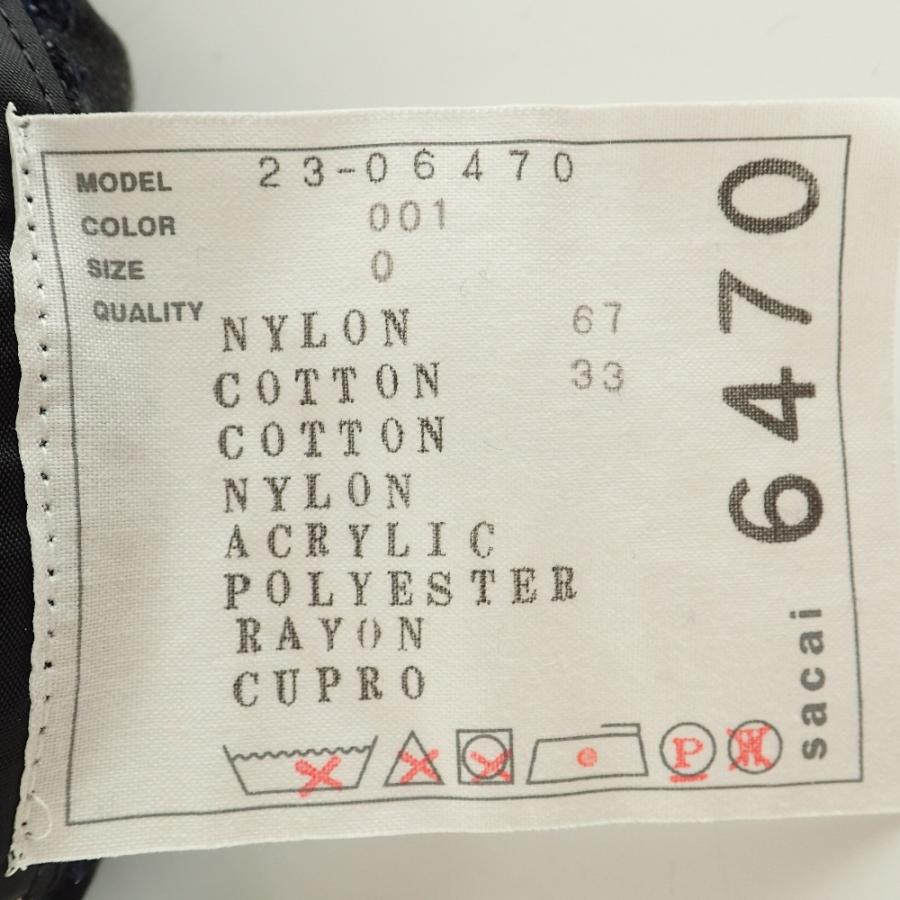 MODEL 23-06470
COLOR 001
SIZE 0
QUALITY
NYLON 67
COTTON 33
COTTON
NYLON
ACRYLIC
POLYESTER
RAYON
CUPRO
P W
sacai 6470